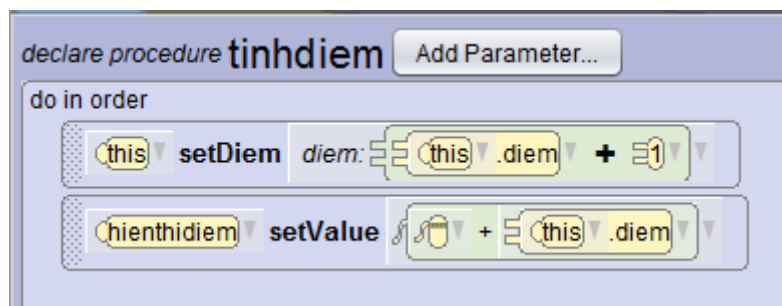 declare procedure tinhdiem Add Parameter...
do in order
this setDiem diem: this .diem + 1
hienthidiem setValue + this .diem